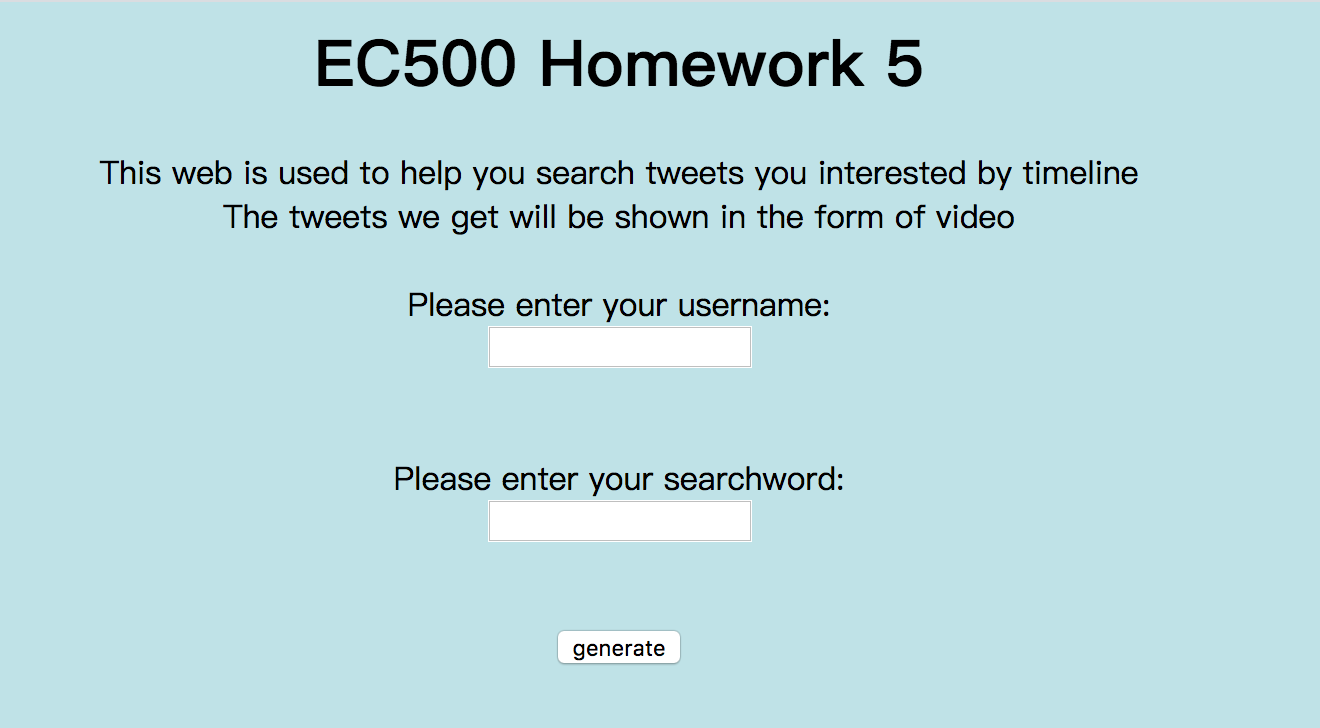 EC500 Homework 5
This web is used to help you search tweets you interested by timeline
The tweets we get will be shown in the form of video
Please enter your username:
Please enter your searchword:
generate